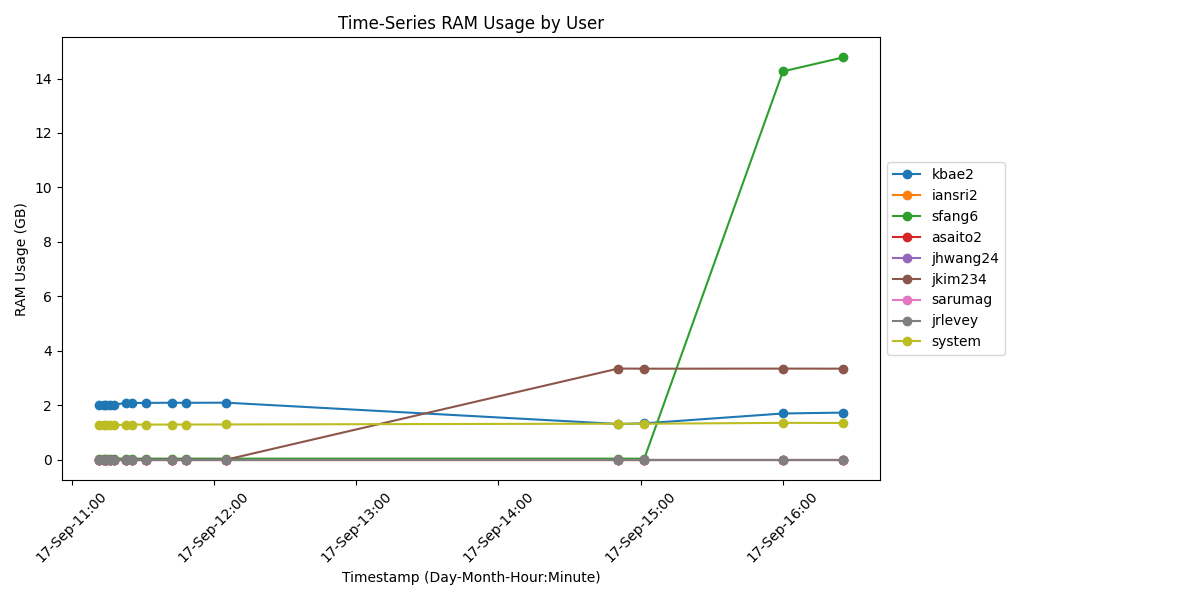 Time-Series RAM Usage by User
RAM Usage (GB)
14
12
10
8
6
4
2
0
17-Sep-11:00
17-Sep-12:00
17-Sep-13:00
17-Sep-14:00
17-Sep-15:00
17-Sep-16:00
Timestamp (Day-Month-Hour:Minute)
kbae2
iansri2
sfang6
asaito2
jhwang24
jkim234
sarumag
jrlevey
system